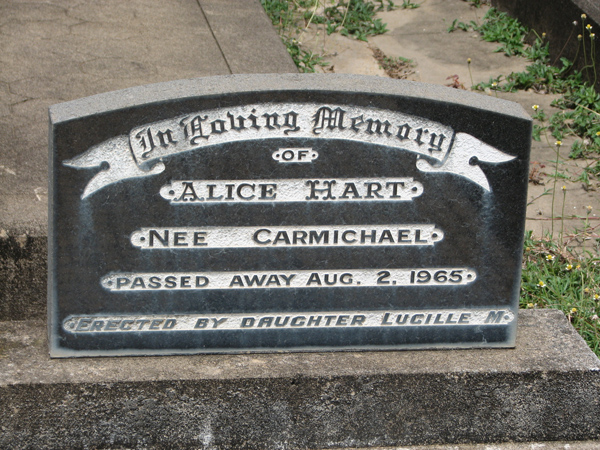 In Loving Memory
OF
ALICE HART
NEE CARMICHAEL
PASSED AWAY AUG. 2, 1965
ERECTED BY DAUGHTER LUCILLE M.